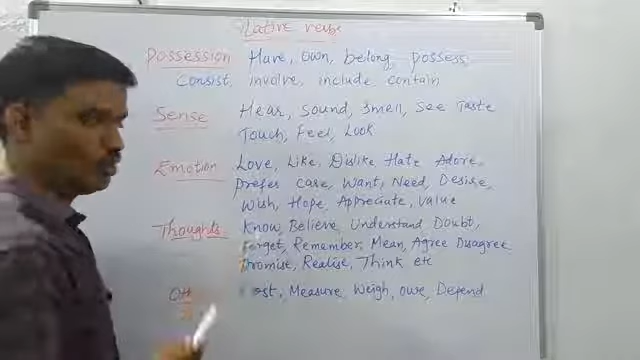 Stative verbs
Possession Have, own, belong, possess
Consist, involve, include contain
Sense Hear, Sound, Smell, See Taste
Touch, Feel, Look
Emotion Love, Like, Dislike Hate Adore,
prefer Care, Want, Need, Desire,
Wish, Hope, Appreciate, Value
Thoughts Know, Believe, Understand Doubt,
Forget, Remember, Mean, Agree Disagree
Promise, Realise, Think etc
Measure, Weigh, owe, Depend